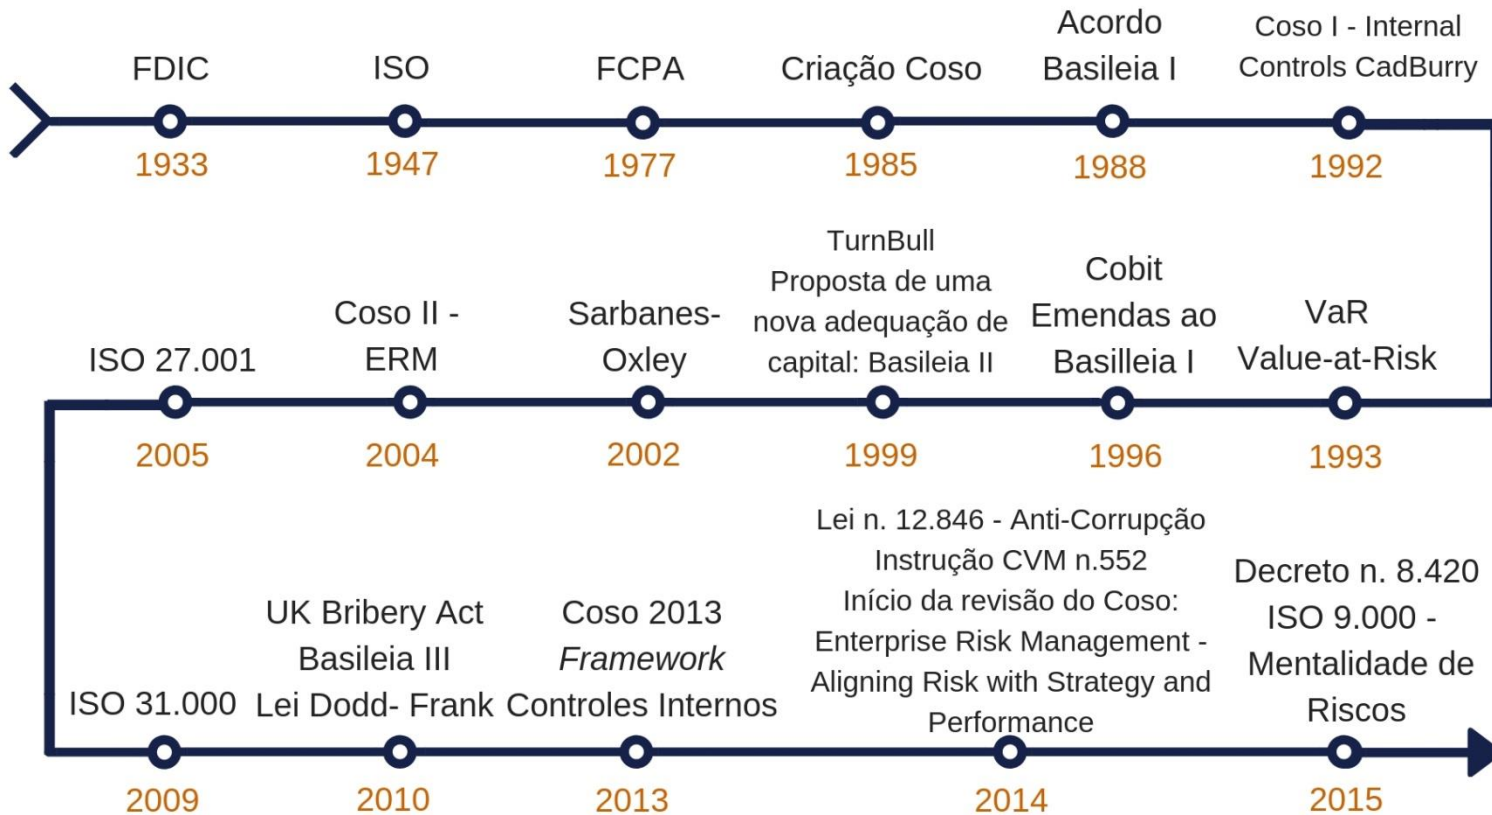 FDIC
1933
ISO
1947
FCPA
1977
Criação Coso
1985
Acordo
Basileia I
1988
Coso I - Internal
Controls CadBurry
1992
VaR
Value-at-Risk
1993
Cobit
Emendas ao
Basilleia I
1996
TurnBull
Proposta de uma
nova adequação de
capital: Basileia II
1999
Sarbanes-
Oxley
2002
Coso II -
ERM
2004
ISO 27.001
2005
ISO 31.000
2009
UK Bribery Act
Basileia III
Lei Dodd- Frank
2010
Coso 2013
Framework
Controles Internos
2013
Lei n. 12.846 - Anti-Corrupção
Instrução CVM n.552
Início da revisão do Coso:
Enterprise Risk Management -
Aligning Risk with Strategy and
Performance
2014
Decreto n. 8.420
ISO 9.000 -
Mentalidade de
Riscos
2015